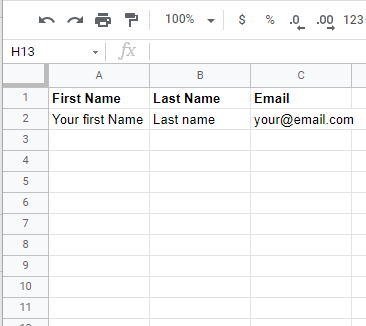 100% $ % .0 .00 123
H13 fx
A B C
1 First Name Last Name Email
2 Your first Name Last name your@email.com
3
4
5
6
7
8
9
10
11
12